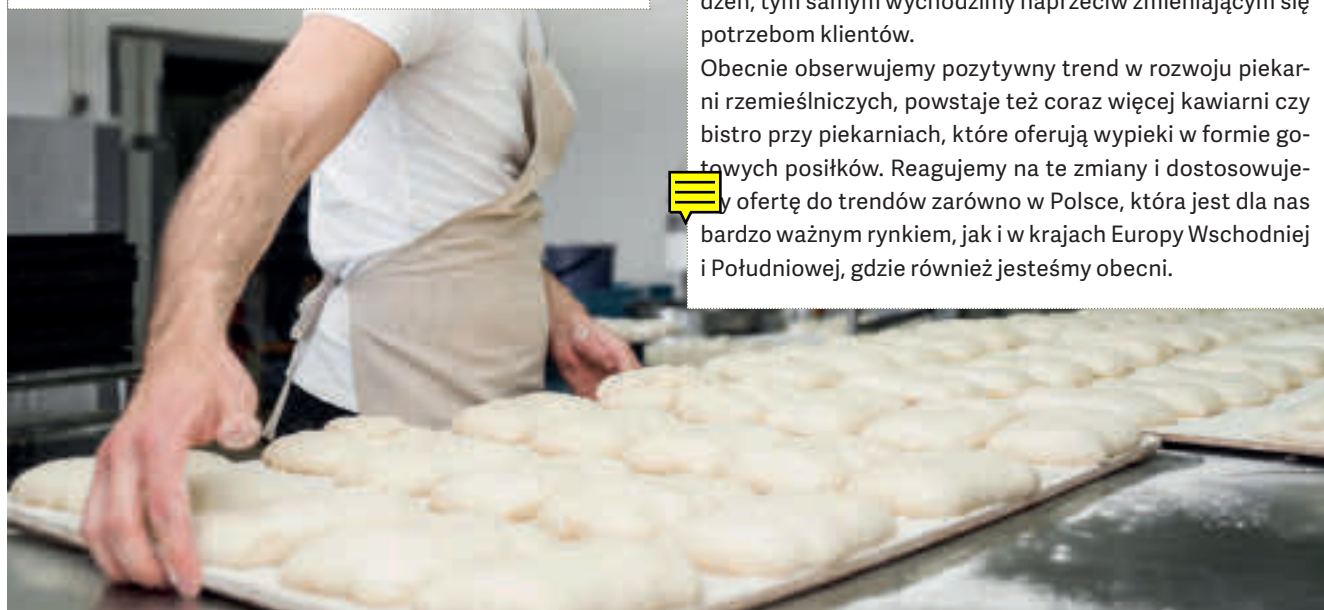 dzeń, tym samym wychodzimy naprzeciw zmieniającym się
potrzebom klientów.
Obecnie obserwujemy pozytywny trend w rozwoju piekar-
ni rzemieślniczych, powstaje też coraz więcej kawiarni czy
bistro przy piekarniach, które oferują wypieki w formie go-
towych posiłków. Reagujemy na te zmiany i dostosowuje-
y ofertę do trendów zarówno w Polsce, która jest dla nas
bardzo ważnym rynkiem, jak i w krajach Europy Wschodniej
i Południowej, gdzie również jesteśmy obecni.